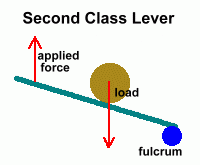 Second Class Lever
applied
force
load
fulcrum